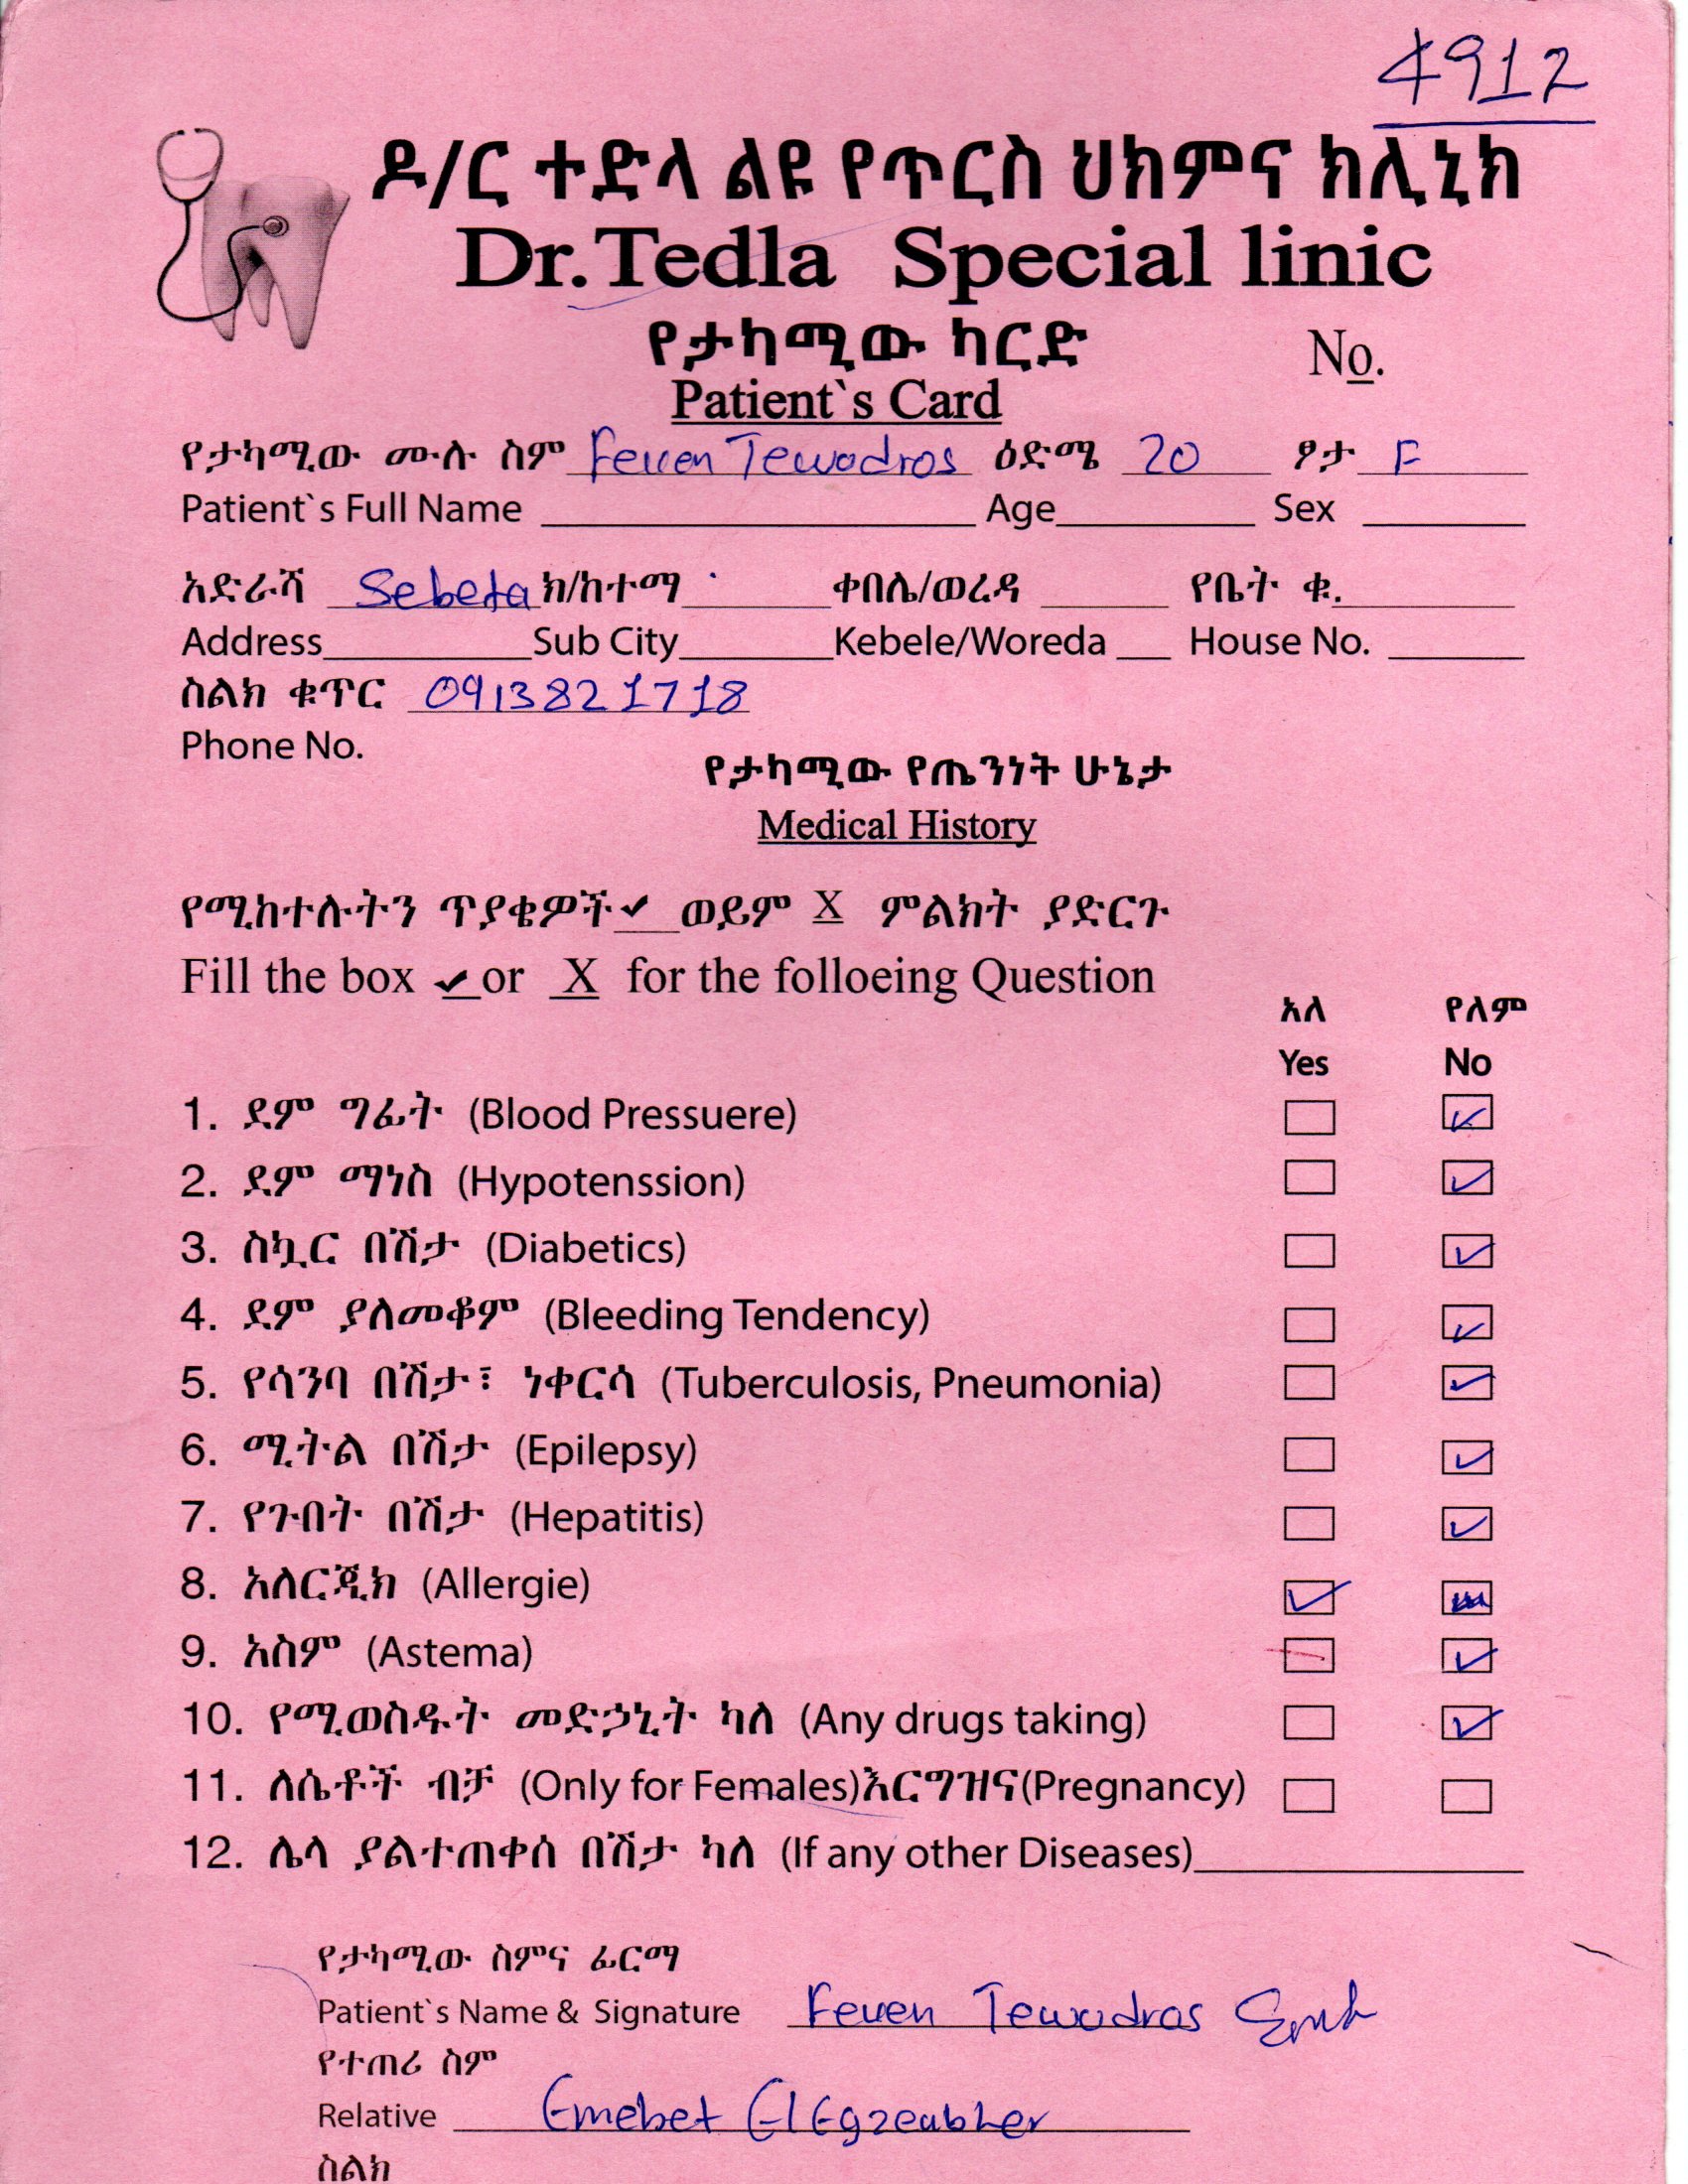 4912
ዶ/ር ተድላ ልዩ የጥርስ ህክምና ክሊኒክ
Dr.Tedla Special linic
የታካሚው ካርድ
No.
Patient`s Card
የታካሚው ሙሉ ስም Feven Tewodros ዕድሜ 20 ፆታ F
Patient`s Full Name Age Sex
አድራሻ Sebeta ክ/ከተማ ቀበሌ/ወረዳ የቤት ቁ.
Address Sub City Kebele/Woreda House No.
ስልክ ቁጥር 0913821718
Phone No.
የታካሚው የጤንነት ሁኔታ
Medical History
የሚከተሉትን ጥያቄዎች ✔ ወይም X ምልክት ያድርጉ
Fill the box ✔ or X for the folloeing Question
አለ የለም
Yes No
1. ደም ግፊት (Blood Pressuere)
2. ደም ማነስ (Hypotenssion)
3. ስኳር በሽታ (Diabetics)
4. ደም ያለመቆም (Bleeding Tendency)
5. የሳንባ በሽታ፣ ነቀርሳ (Tuberculosis, Pneumonia)
6. ሚትል በሽታ (Epilepsy)
7. የጉበት በሽታ (Hepatitis)
8. አለርጂክ (Allergie)
9. አስም (Astema)
10. የሚወስዱት መድኃኒት ካለ (Any drugs taking)
11. ለሴቶች ብቻ (Only for Females)እርግዝና(Pregnancy)
12. ሌላ ያልተጠቀሰ በሽታ ካለ (If any other Diseases)
የታካሚው ስምና ፊርማ
Patient`s Name & Signature Feven Tewodros
የተጠሪ ስም
Relative Emebet
ስልክ